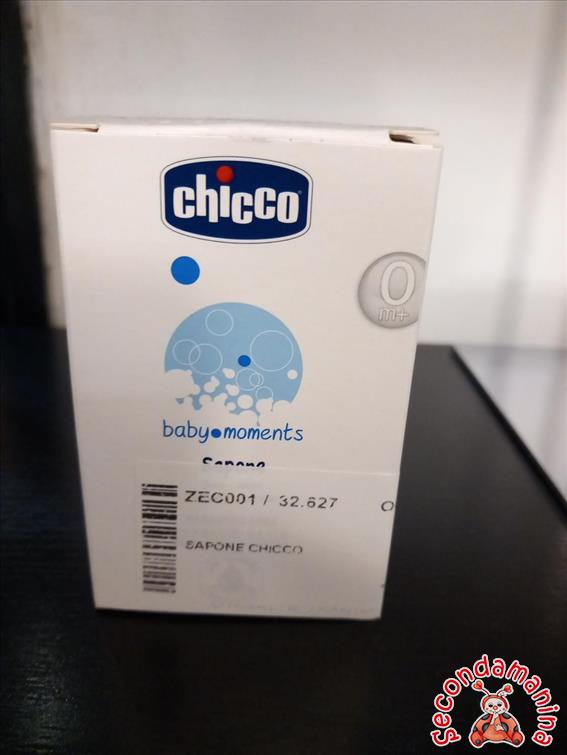 chicco
0
m+
baby moments
Sapone
ZEC001 / 32.627
SAPONE CHICCO
Secondamanina